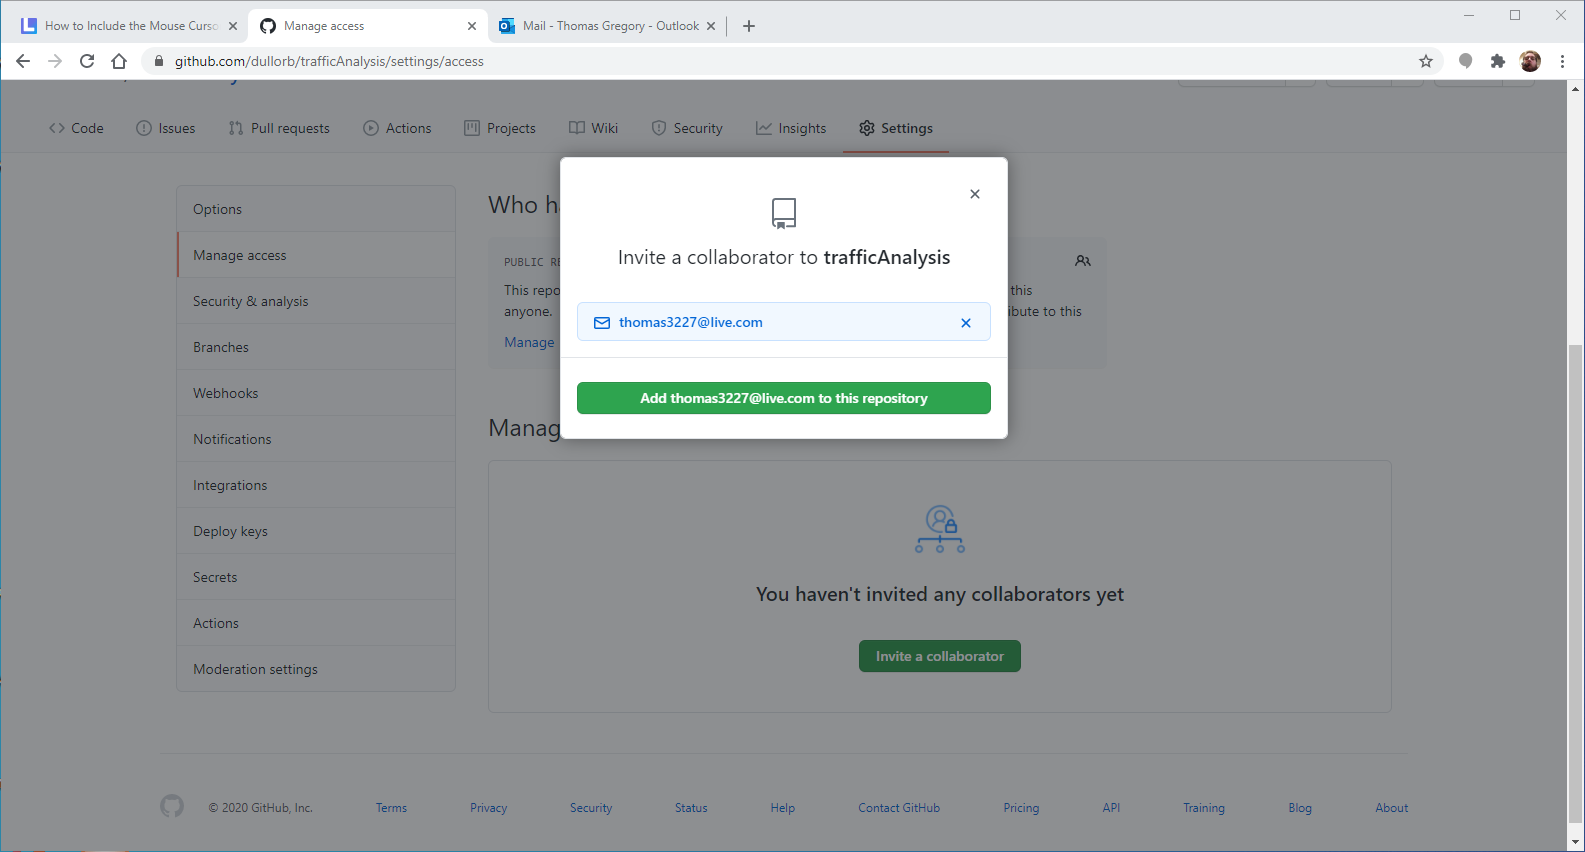 How to Include the Mouse Curso
Manage access
Mail - Thomas Gregory - Outlook
github.com/dullorb/trafficAnalysis/settings/access
Code Issues Pull requests Actions Projects Wiki Security Insights Settings
Options
Manage access
Security & analysis
Branches
Webhooks
Notifications
Integrations
Deploy keys
Secrets
Actions
Moderation settings
Who ha
PUBLIC RE
This repo this
anyone. ibute to this
Manage
Invite a collaborator to trafficAnalysis
thomas3227@live.com
Add thomas3227@live.com to this repository
Manag
You haven't invited any collaborators yet
Invite a collaborator
© 2020 GitHub, Inc. Terms Privacy Security Status Help Contact GitHub Pricing API Training Blog About